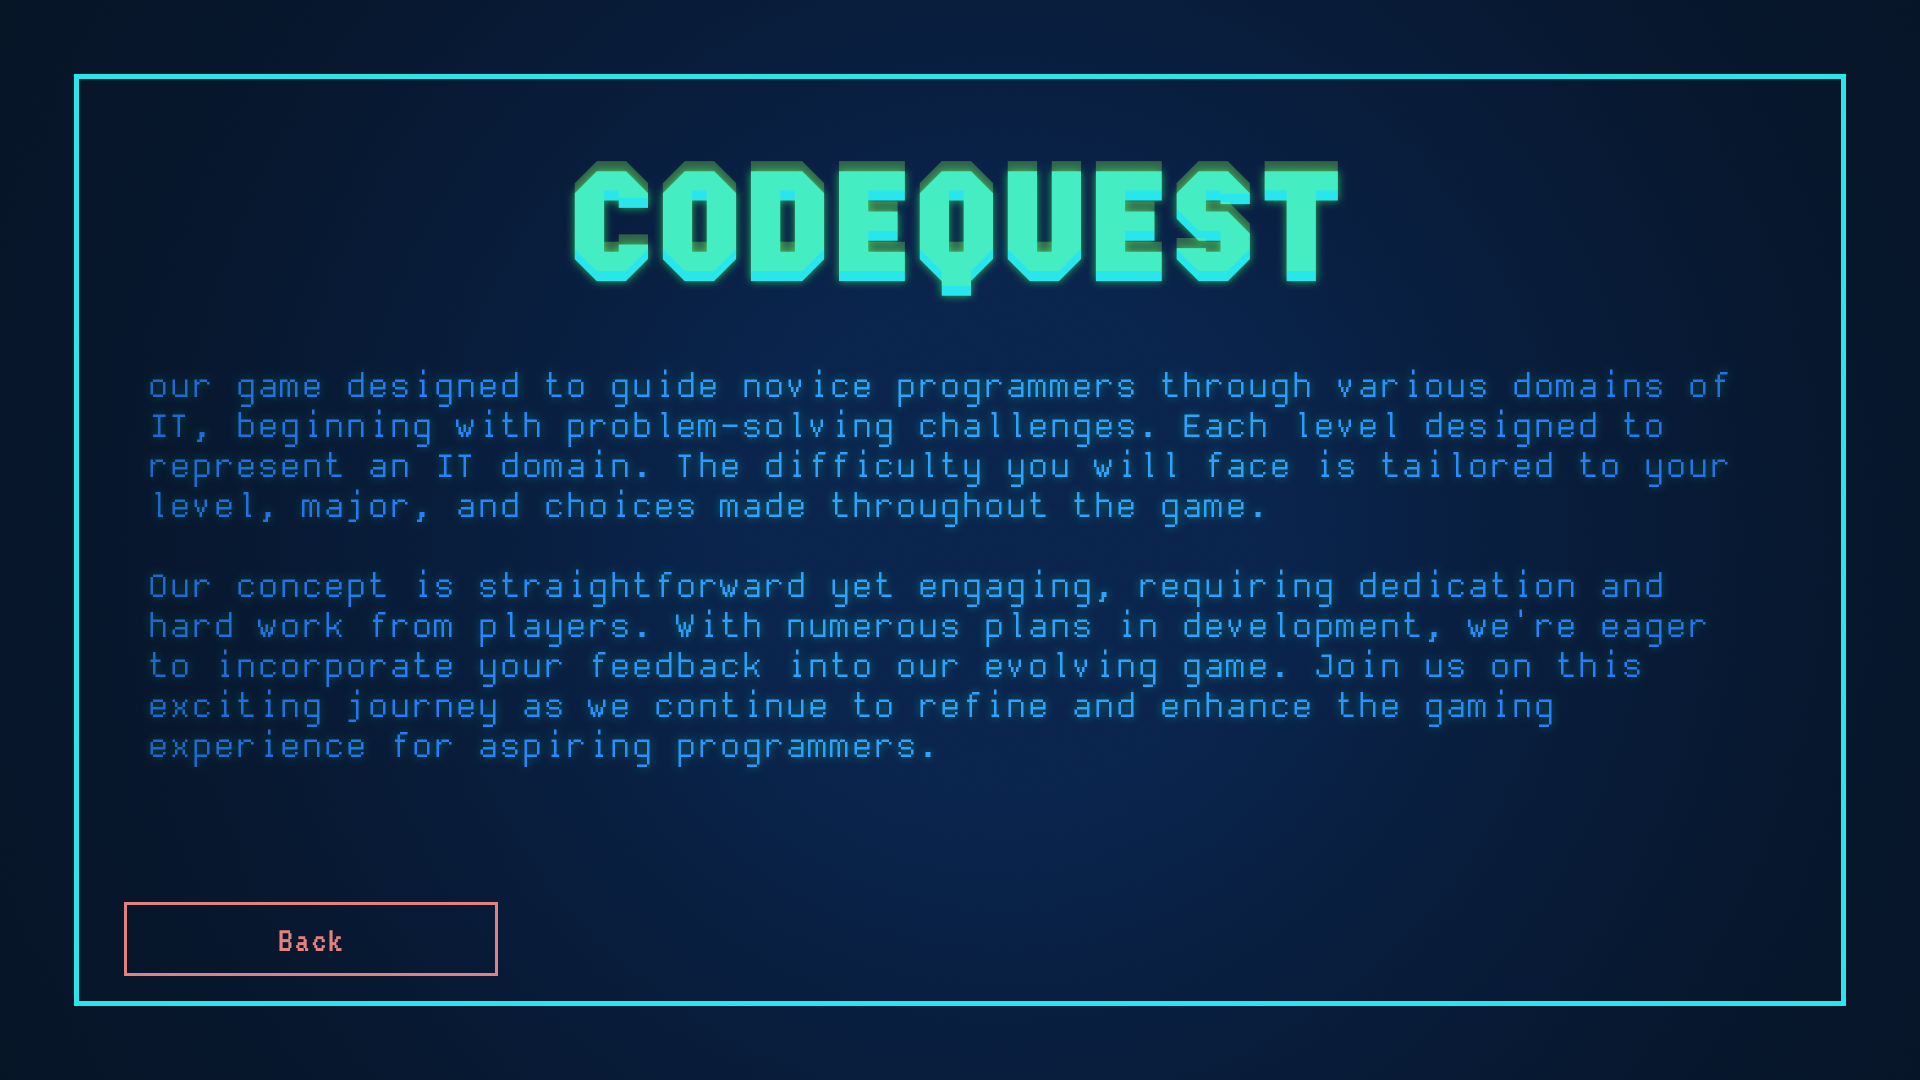 CODEQUEST
our game designed to guide novice programmers through various domains of
IT, beginning with problem-solving challenges. Each level designed to
represent an IT domain. The difficulty you will face is tailored to your
level, major, and choices made throughout the game.
Our concept is straightforward yet engaging, requiring dedication and
hard work from players. With numerous plans in development, we're eager
to incorporate your feedback into our evolving game. Join us on this
exciting journey as we continue to refine and enhance the gaming
experience for aspiring programmers.
Back